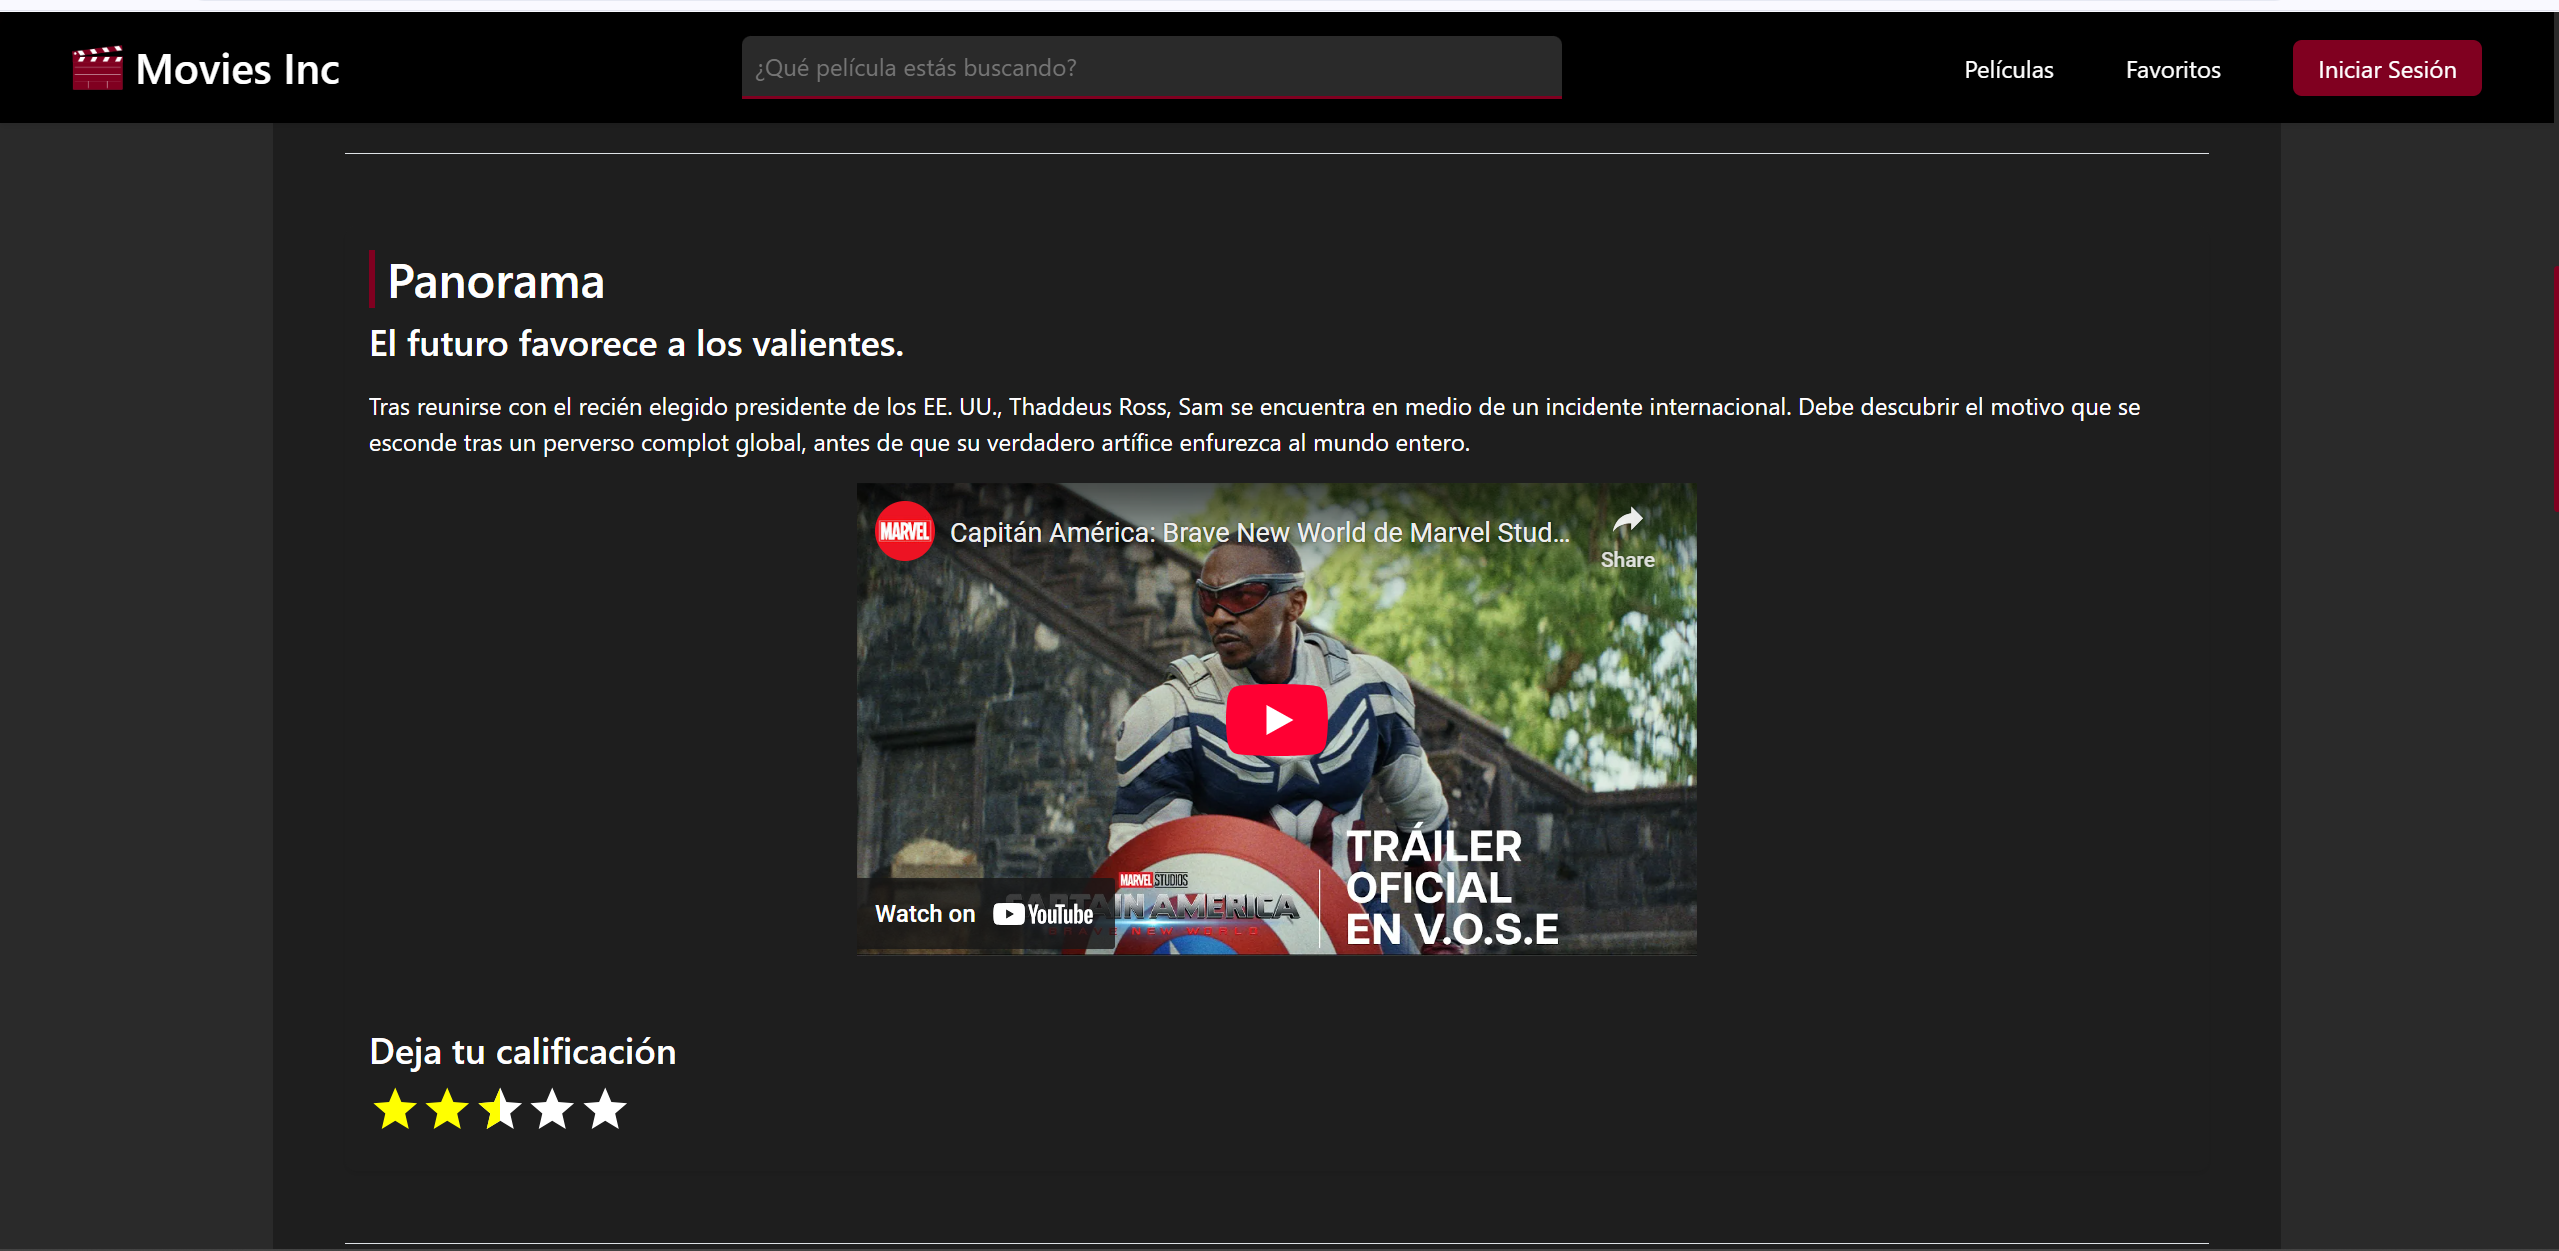 Movies Inc
¿Qué película estás buscando?
Películas
Favoritos
Iniciar Sesión
Panorama
El futuro favorece a los valientes.
Tras reunirse con el recién elegido presidente de los EE. UU., Thaddeus Ross, Sam se encuentra en medio de un incidente internacional. Debe descubrir el motivo que se
esconde tras un perverso complot global, antes de que su verdadero artífice enfurezca al mundo entero.
MARVEL
Capitán América: Brave New World de Marvel Stud...
Share
MARVEL STUDIOS
CAPTAIN AMERICA
BRAVE NEW WORLD
TRÁILER
OFICIAL
EN V.O.S.E
Watch on YouTube
Deja tu calificación